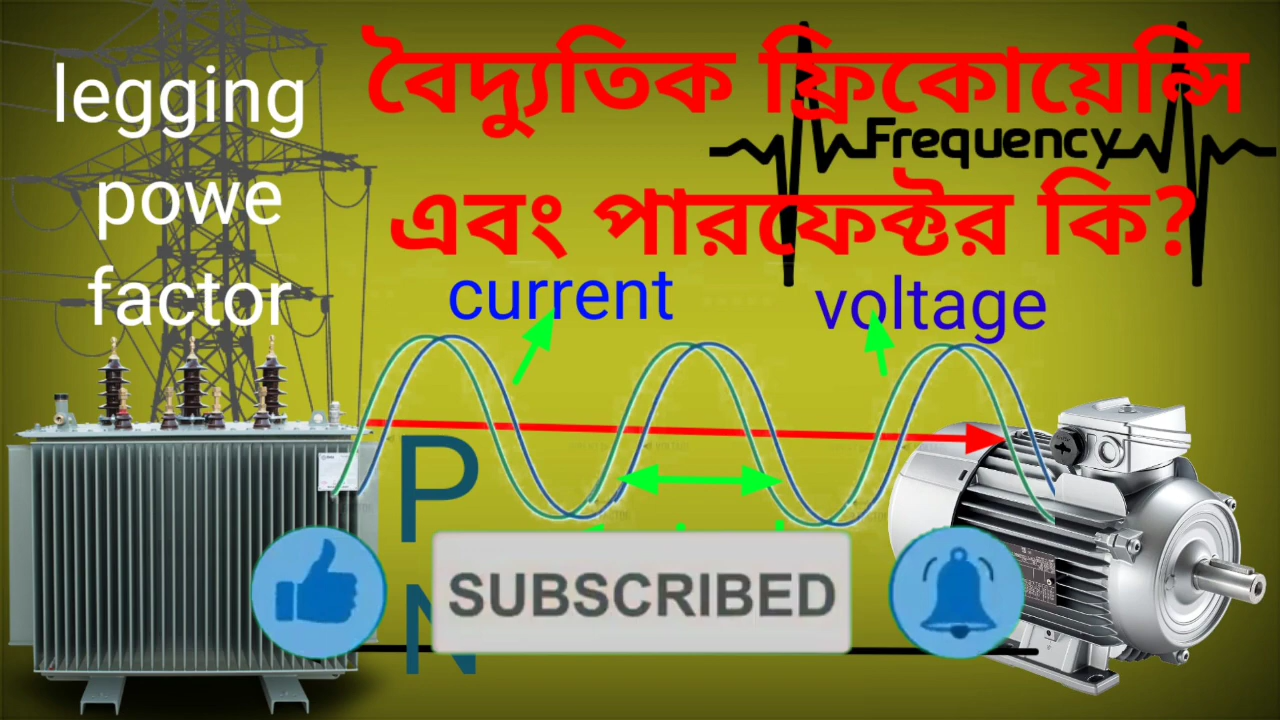 legging
powe
factor
বৈদ্যুতিক ফ্রিকোয়েন্সি
Frequency
এবং পারফেক্টর কি?
current
voltage
P
N
SUBSCRIBED